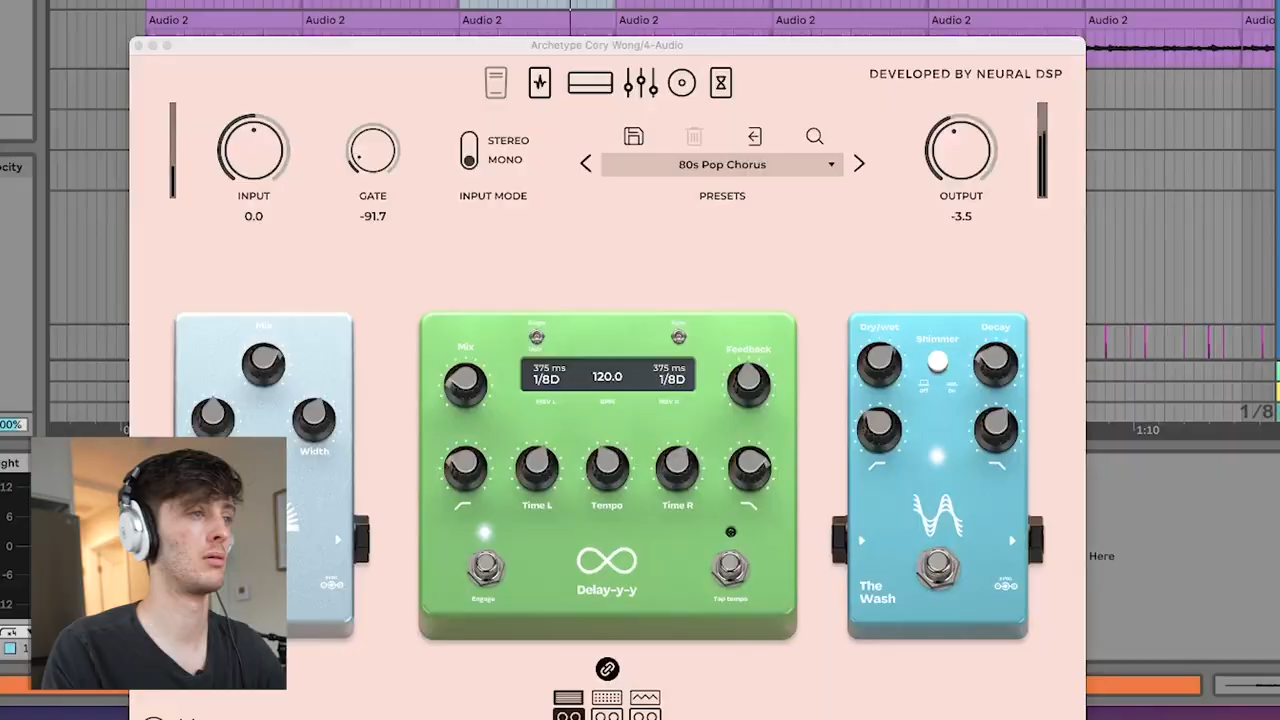 Audio 2 Audio 2 Audio 2 Audio 2 Audio 2 Audio 2 Audio 2 Audio
Archetype Cory Wong/4-Audio
DEVELOPED BY NEURAL DSP
STEREO
MONO
ocity
80s Pop Chorus
INPUT GATE INPUT MODE PRESETS OUTPUT
0.0 -91.7 -3.5
Mix
Width
Mix
Feedback
375 ms 120.0 375 ms
1/8D 1/8D
BPM
Time L Tempo Time R
Engage
Tap tempo
Delay-y-y
Dry/wet Shimmer Decay
The
Wash
00%
1/8
1:10
ght
12
6
0
-6
12
1
Here